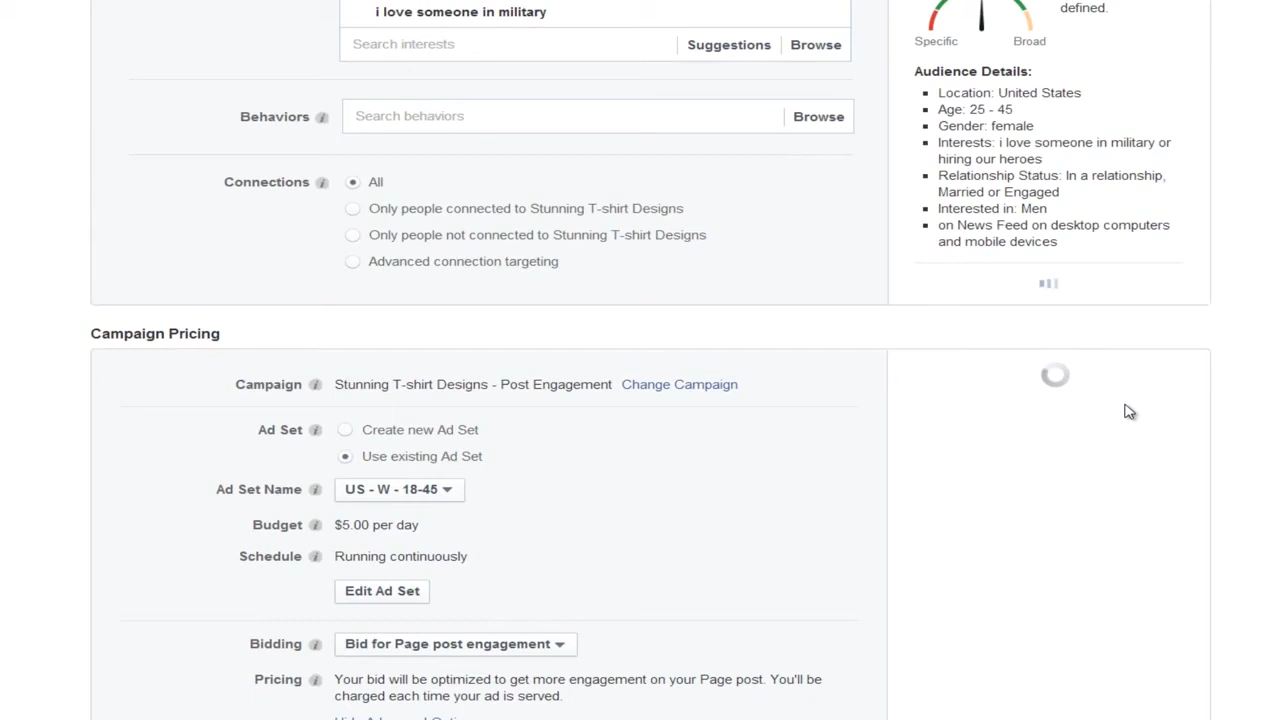 i love someone in military
Search interests
Suggestions
Browse
Behaviors
Search behaviors
Browse
Connections
All
Only people connected to Stunning T-shirt Designs
Only people not connected to Stunning T-shirt Designs
Advanced connection targeting
defined.
Specific
Broad
Audience Details:
Location: United States
Age: 25 - 45
Gender: female
Interests: i love someone in military or
hiring our heroes
Relationship Status: In a relationship,
Married or Engaged
Interested in: Men
on News Feed on desktop computers
and mobile devices
Campaign Pricing
Campaign
Stunning T-shirt Designs - Post Engagement
Change Campaign
Ad Set
Create new Ad Set
Use existing Ad Set
Ad Set Name
US - W - 18-45
Budget
$5.00 per day
Schedule
Running continuously
Edit Ad Set
Bidding
Bid for Page post engagement
Pricing
Your bid will be optimized to get more engagement on your Page post. You'll be
charged each time your ad is served.